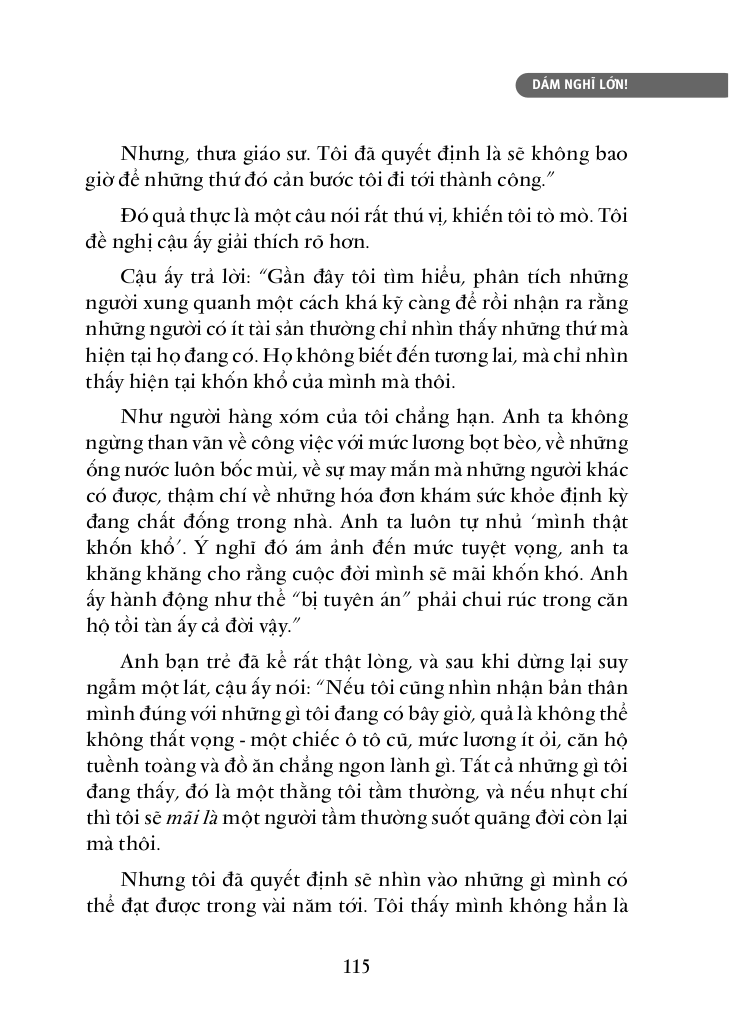 DÁM NGHĨ LỚN!
Nhưng, thưa giáo sư. Tôi đã quyết định là sẽ không bao
giờ để những thứ đó cản bước tôi đi tới thành công.”
Đó quả thực là một câu nói rất thú vị, khiến tôi tò mò. Tôi
đề nghị cậu ấy giải thích rõ hơn.
Cậu ấy trả lời: “Gần đây tôi tìm hiểu, phân tích những
người xung quanh một cách khá kỹ càng để rồi nhận ra rằng
những người có ít tài sản thường chỉ nhìn thấy những thứ mà
hiện tại họ đang có. Họ không biết đến tương lai, mà chỉ nhìn
thấy hiện tại khốn khổ của mình mà thôi.
Như người hàng xóm của tôi chẳng hạn. Anh ta không
ngừng than vãn về công việc với mức lương bọt bèo, về những
ống nước luôn bốc mùi, về sự may mắn mà những người khác
có được, thậm chí về những hóa đơn khám sức khỏe định kỳ
đang chất đống trong nhà. Anh ta luôn tự nhủ ‘mình thật
khốn khổ’. Ý nghĩ đó ám ảnh đến mức tuyệt vọng, anh ta
khăng khăng cho rằng cuộc đời mình sẽ mãi khốn khó. Anh
ấy hành động như thể “bị tuyên án” phải chui rúc trong căn
hộ tồi tàn ấy cả đời vậy.”
Anh bạn trẻ đã kể rất thật lòng, và sau khi dừng lại suy
ngẫm một lát, cậu ấy nói: “Nếu tôi cũng nhìn nhận bản thân
mình đúng với những gì tôi đang có bây giờ, quả là không thể
không thất vọng - một chiếc ô tô cũ, mức lương ít ỏi, căn hộ
tuềnh toàng và đồ ăn chẳng ngon lành gì. Tất cả những gì tôi
đang thấy, đó là một thằng tôi tầm thường, và nếu nhụt chí
thì tôi sẽ mãi là một người tầm thường suốt quãng đời còn lại
mà thôi.
Nhưng tôi đã quyết định sẽ nhìn vào những gì mình có
thể đạt được trong vài năm tới. Tôi thấy mình không hẳn là
115